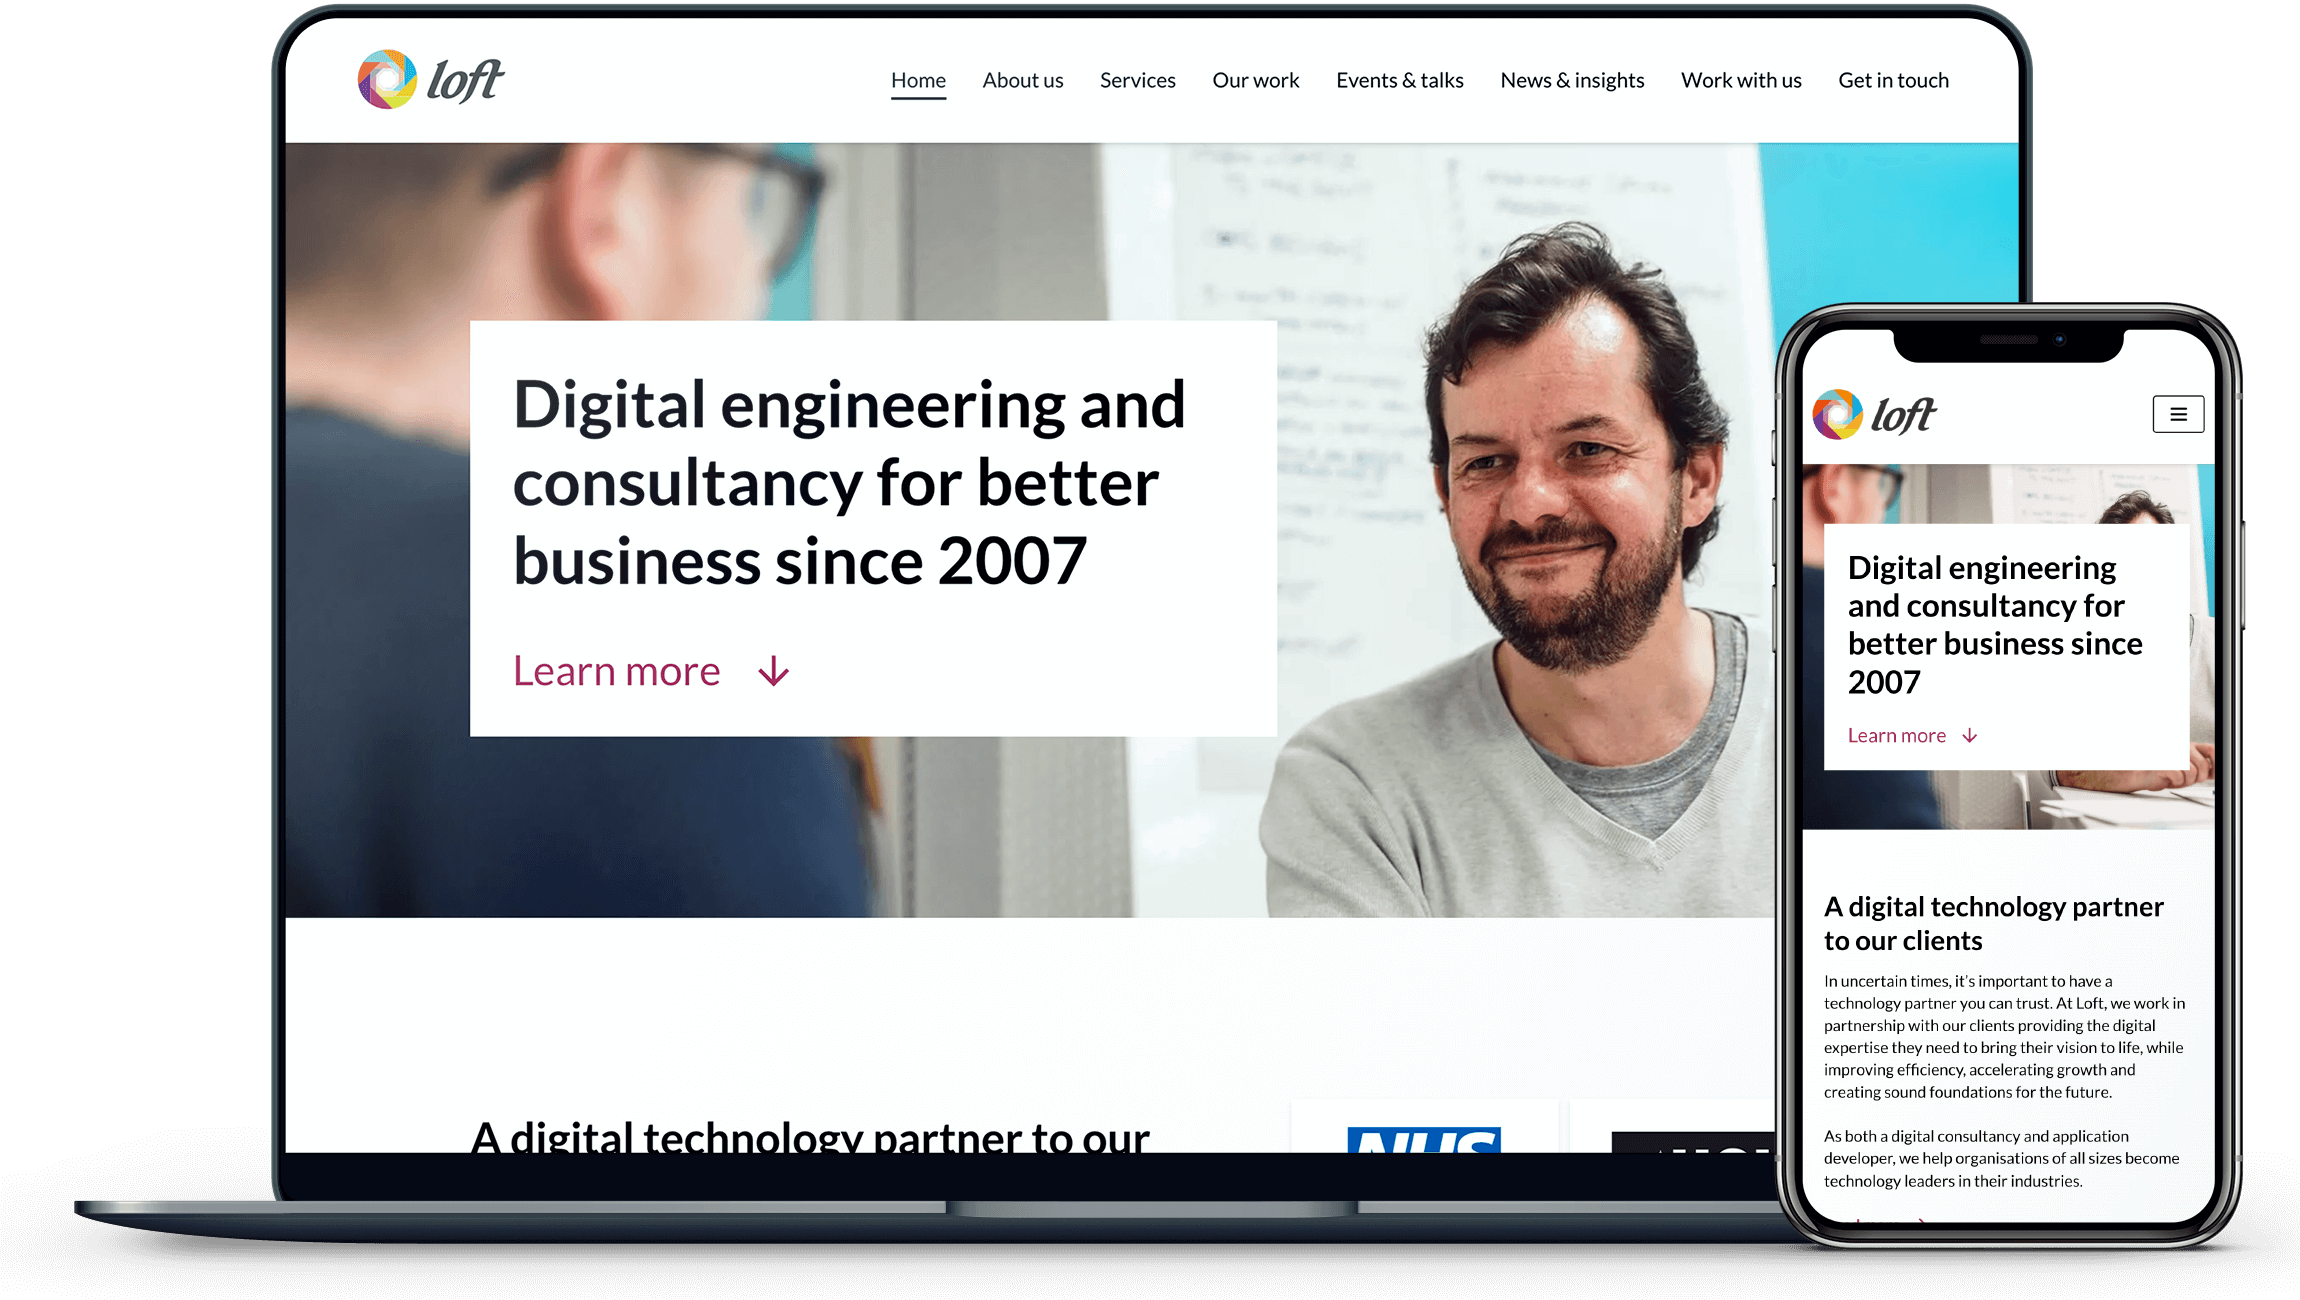 loft
Home About us Services Our work Events & talks News & insights Work with us Get in touch
Digital engineering and
consultancy for better
business since 2007
Learn more
A digital technology partner to our
NHS
loft
Digital engineering
and consultancy for
better business since
2007
Learn more
A digital technology partner
to our clients
In uncertain times, it’s important to have a
technology partner you can trust. At Loft, we work in
partnership with our clients providing the digital
expertise they need to bring their vision to life, while
improving efficiency, accelerating growth and
creating sound foundations for the future.
As both a digital consultancy and application
developer, we help organisations of all sizes become
technology leaders in their industries.